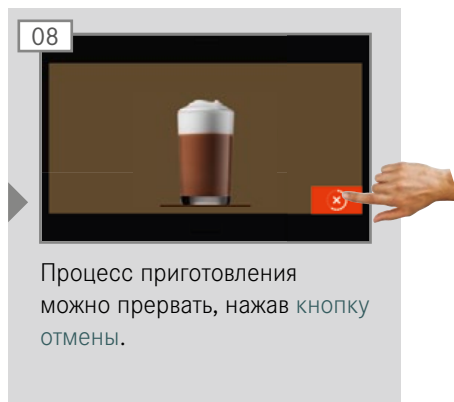 08
Процесс приготовления
можно прервать, нажав кнопку
отмены.